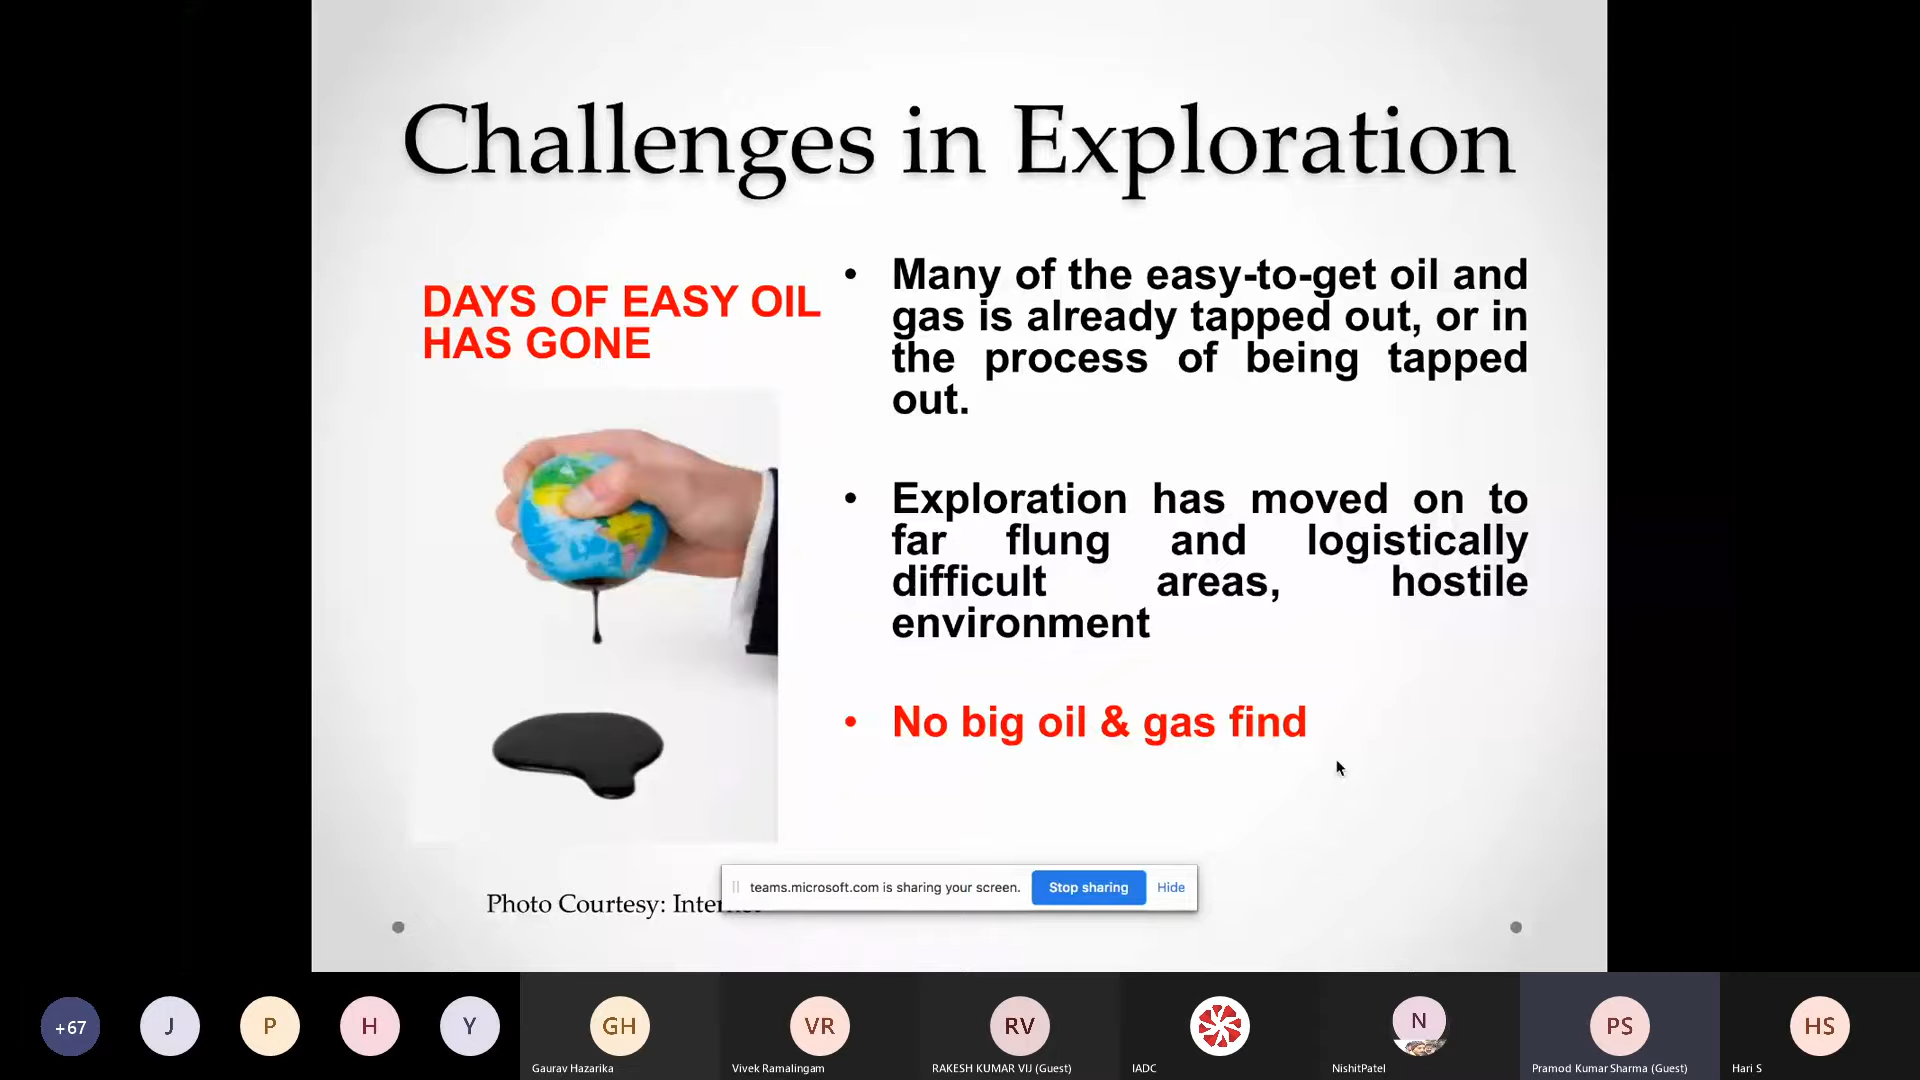 Challenges in Exploration
DAYS OF EASY OIL
HAS GONE
• Many of the easy-to-get oil and
gas is already tapped out, or in
the process of being tapped
out.
• Exploration has moved on to
far flung and logistically
difficult areas, hostile
environment
• No big oil & gas find
teams.microsoft.com is sharing your screen. Stop sharing Hide
Photo Courtesy:
+67 J P H Y GH VR RV N PS HS
Gaurav Hazarika Vivek Ramalingam RAKESH KUMAR VIJ (Guest) IADC NishitPatel Pramod Kumar Sharma (Guest) Hari S